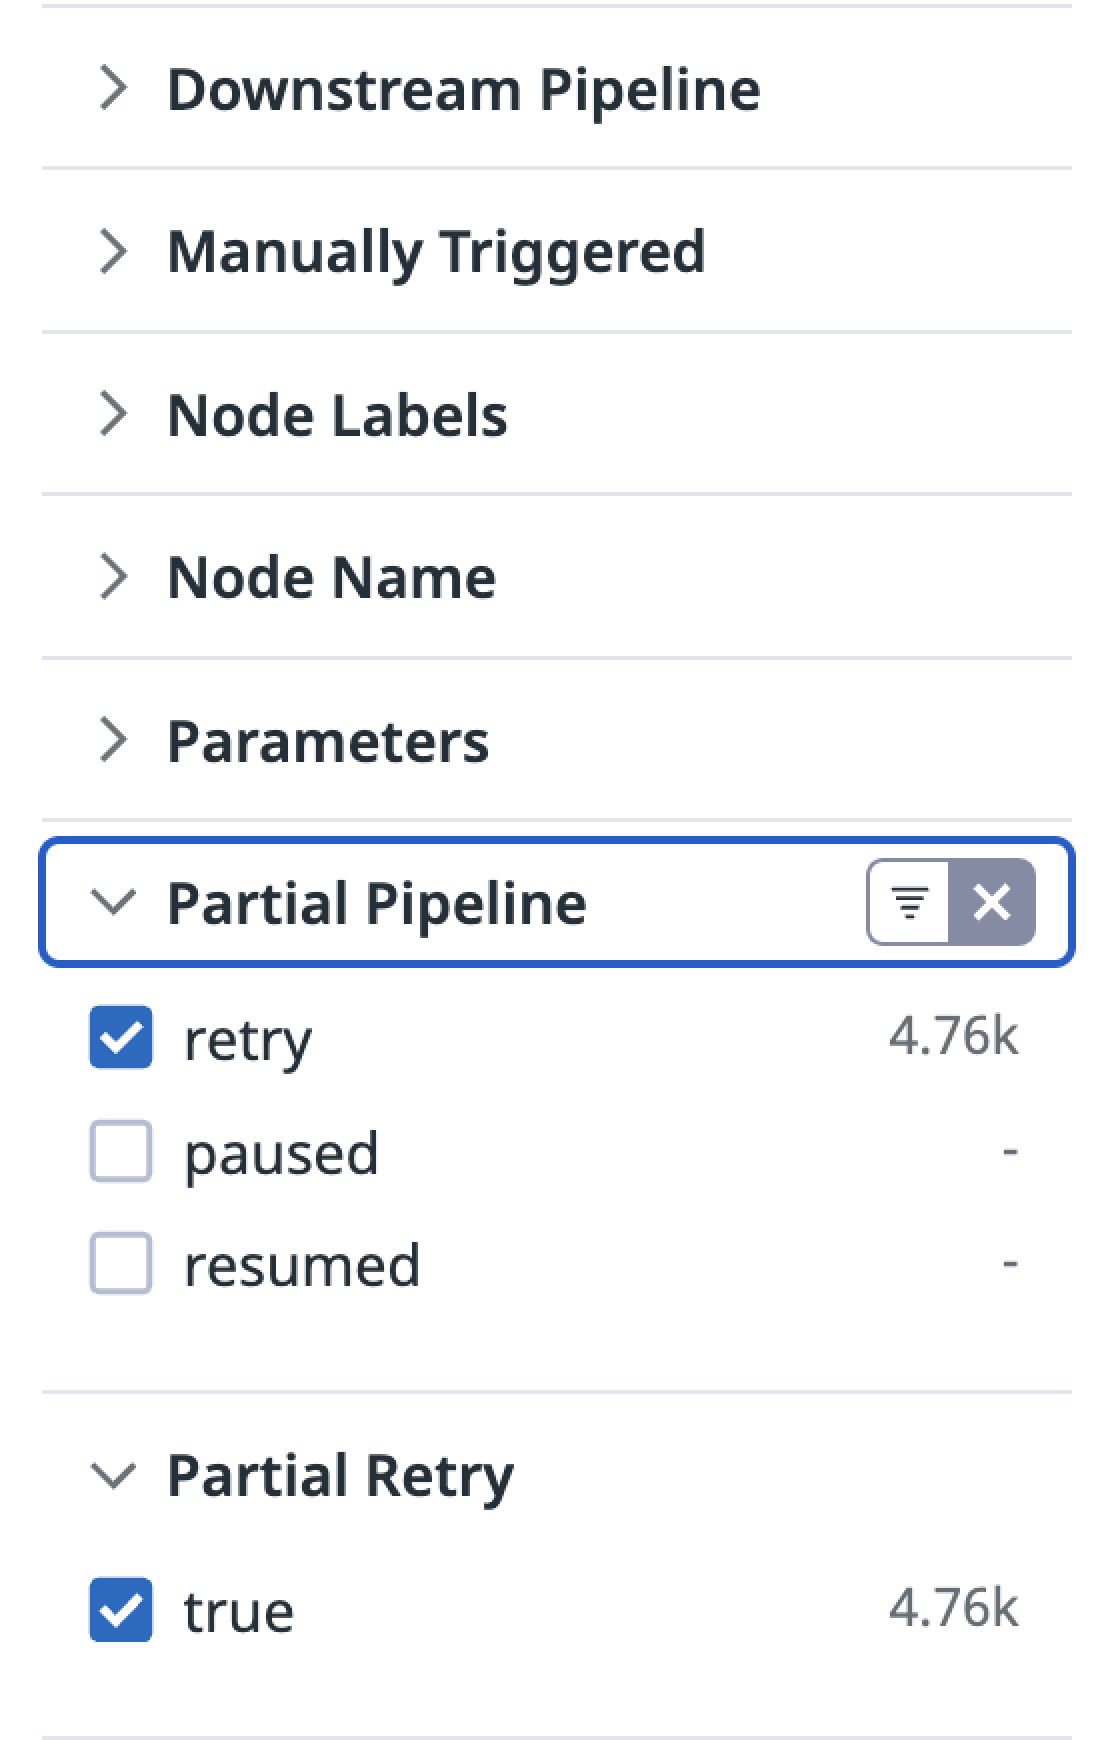 Downstream Pipeline
Manually Triggered
Node Labels
Node Name
Parameters
Partial Pipeline
retry 4.76k
paused -
resumed -
Partial Retry
true 4.76k